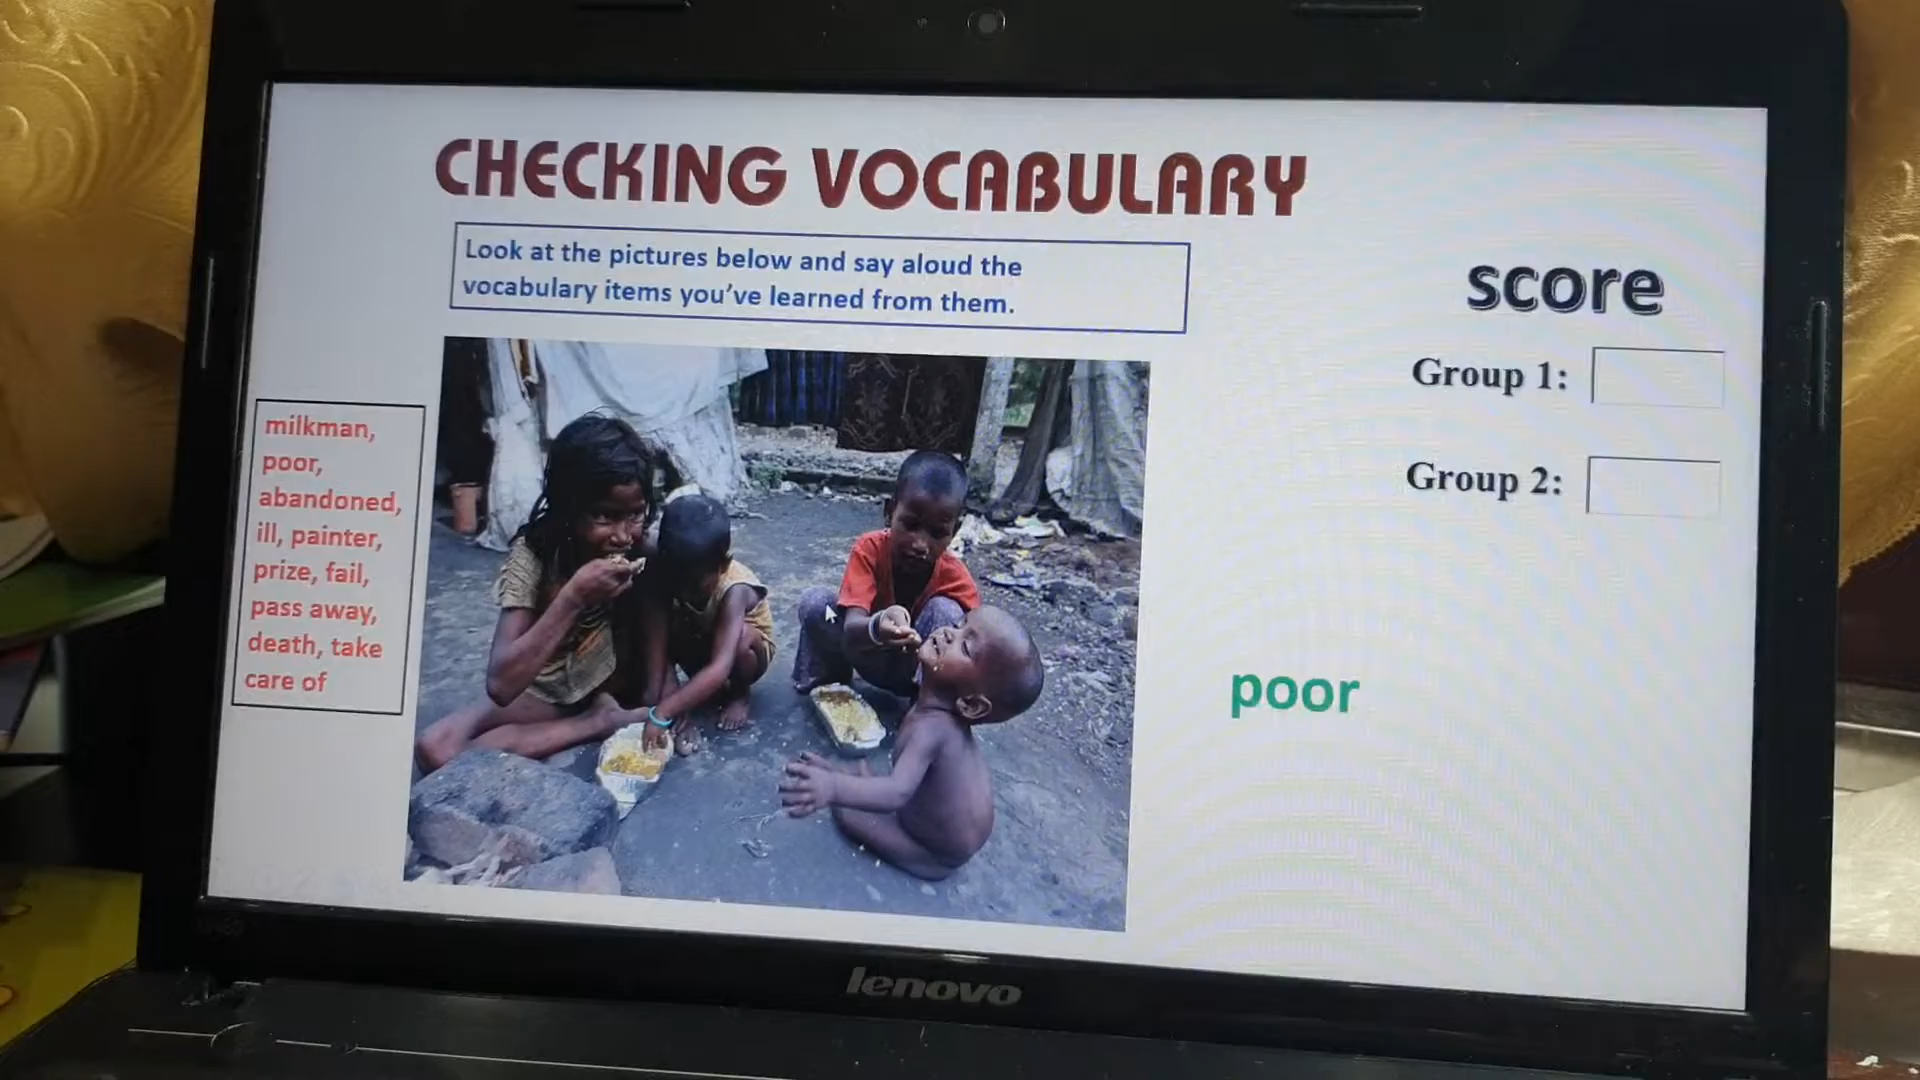 CHECKING VOCABULARY
Look at the pictures below and say aloud the
vocabulary items you've learned from them.
score
Group 1:
Group 2:
milkman,
poor,
abandoned,
ill, painter,
prize, fail,
pass away,
death, take
care of
poor
lenovo